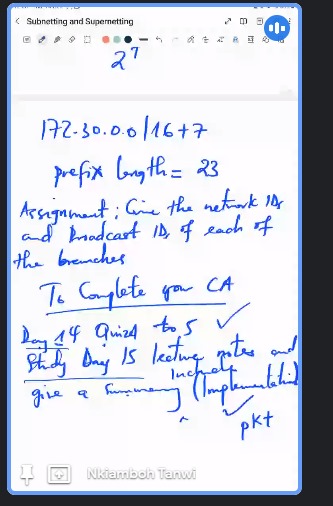 Subnetting and Supernetting
2^7
172.30.0.0/16+7
prefix length = 23
Assignment; Give the network IDs
and broadcast IDs of each of
the branches
To Complete your CA
Day 14 Quiz 4 to 5 ✓
Study Day 15 lecture notes and
give a summary (Implementation
include
pkt
Nkiamboh Tanwi